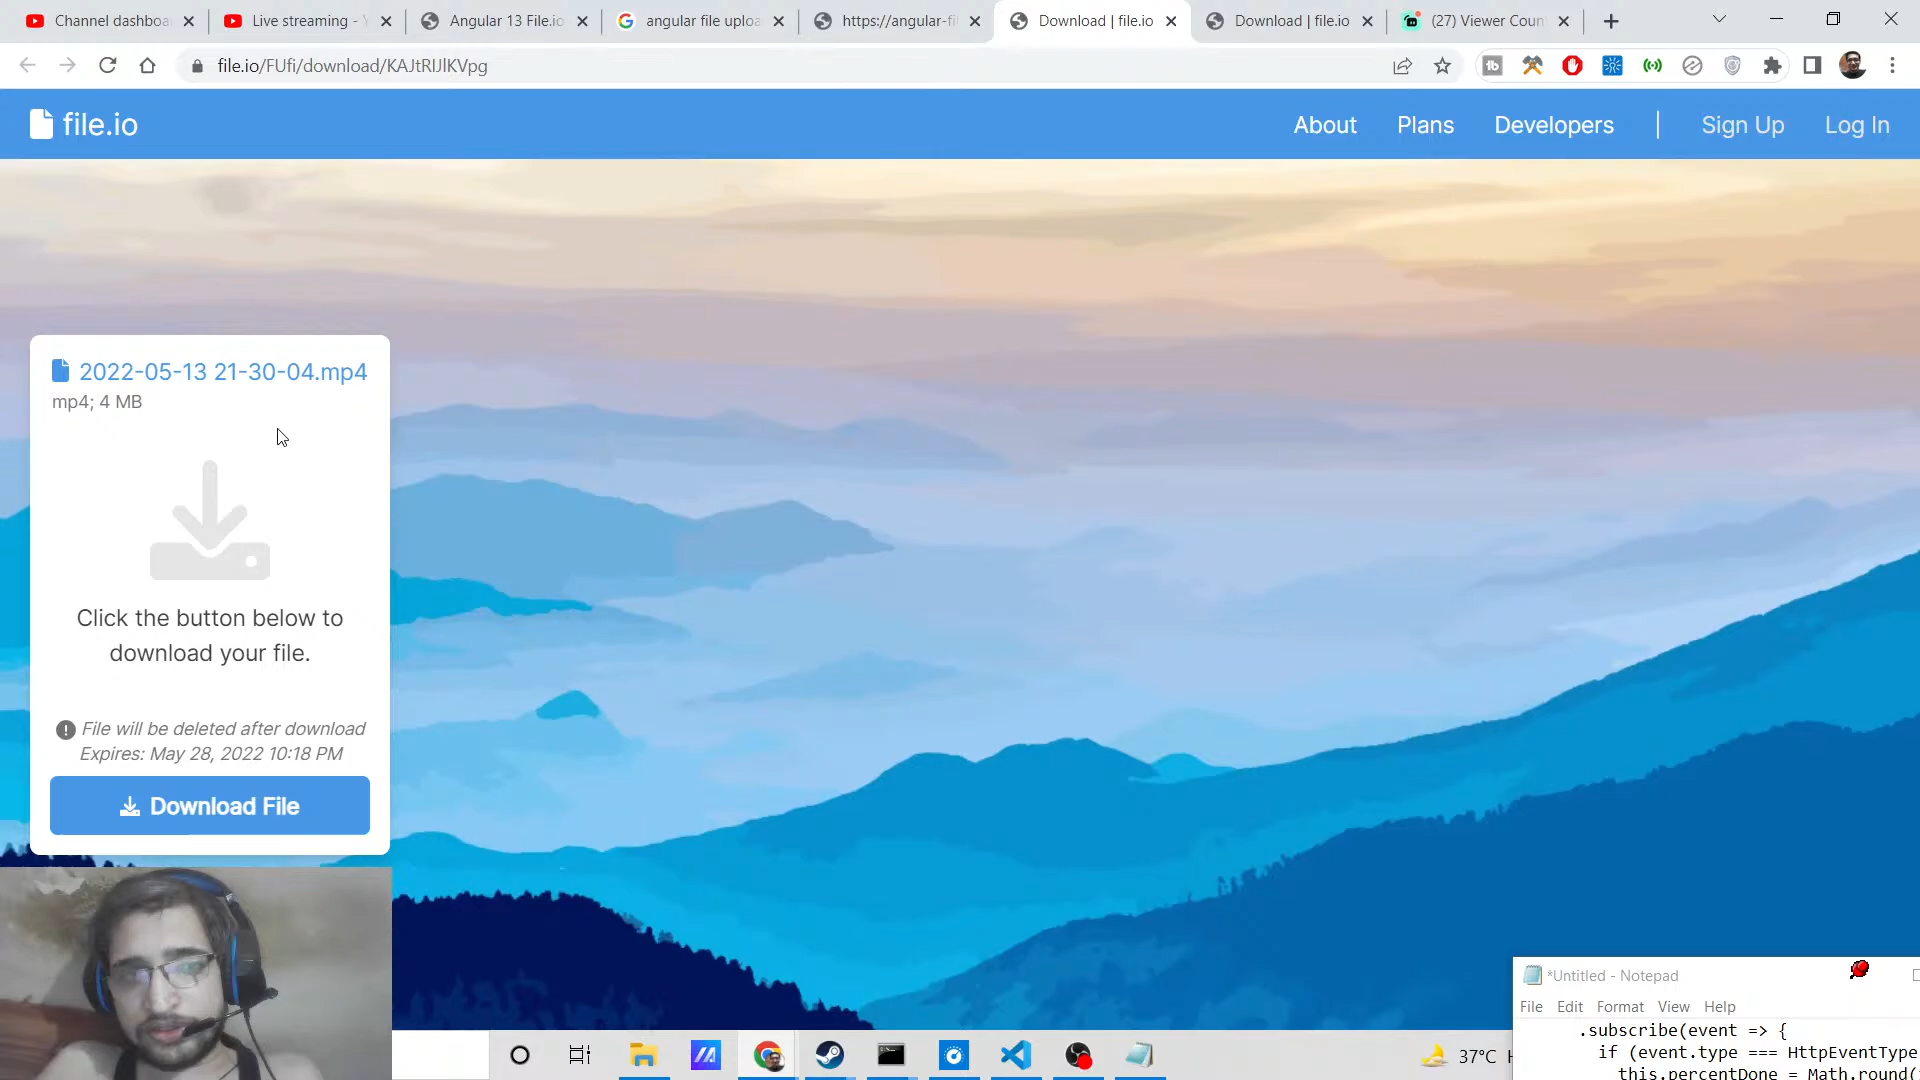 Channel dashboa
Live streaming - Y
Angular 13 File.io
angular file uploa
https://angular-fi
Download | file.io
Download | file.io
(27) Viewer Coun
file.io/FUfi/download/KAJtRIJlKVpg
file.io
About
Plans
Developers
Sign Up
Log In
2022-05-13 21-30-04.mp4
mp4; 4 MB
Click the button below to
download your file.
File will be deleted after download
Expires: May 28, 2022 10:18 PM
Download File
*Untitled - Notepad
File Edit Format View Help
.subscribe(event => {
if (event.type === HttpEventType
this.percentDone = Math.round(
37°C H